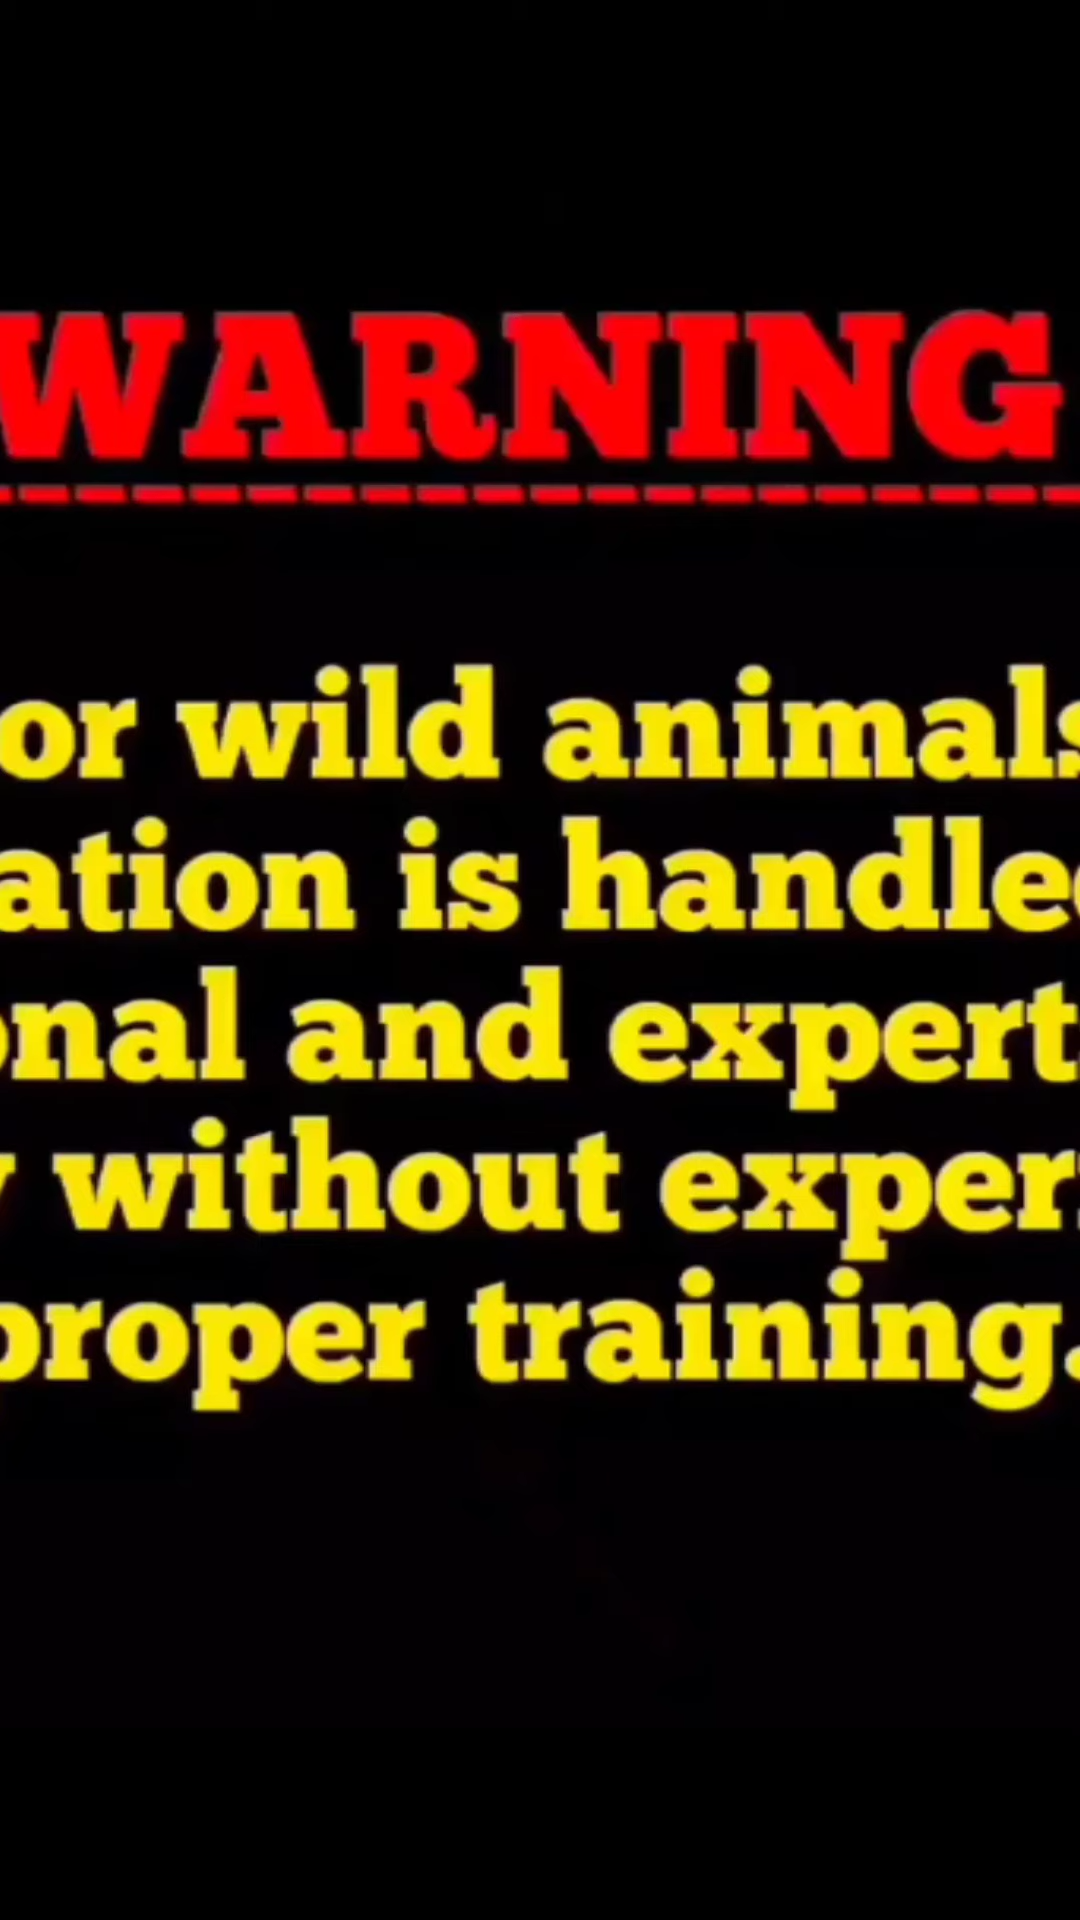 WARNING
or wild animals
ation is handle
onal and expert
without exper
proper training.